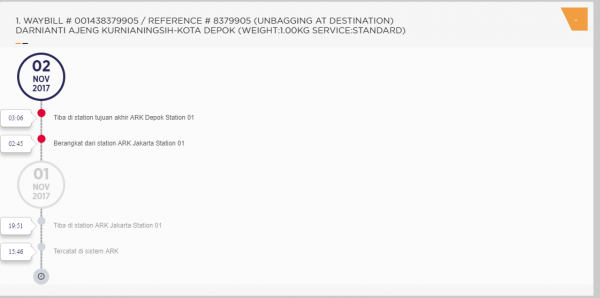 1. WAYBILL # 001438379905 / REFERENCE # 8379905 (UNBAGGING AT DESTINATION)
DARNIANTI AJENG KURNIANINGSIH-KOTA DEPOK (WEIGHT:1.00KG SERVICE:STANDARD)
02
NOV
2017
03:06 Tiba di station tujuan akhir ARK Depok Station 01
02:45 Berangkat dari station ARK Jakarta Station 01
01
NOV
2017
19:51 Tiba di station ARK Jakarta Station 01
15:46 Tercatat di sistem ARK